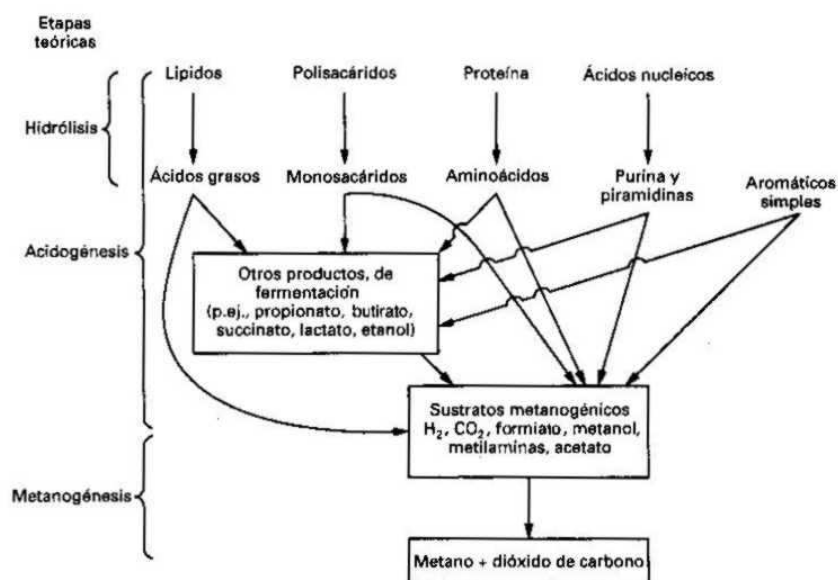 Etapas
teóricas
Lípidos
Polisacáridos
Proteína
Ácidos nucleícos
Hidrólisis
Ácidos grasos
Monosacáridos
Aminoácidos
Purina y
piramidinas
Aromáticos
simples
Acidogénesis
Otros productos, de
fermentación
(p.ej., propionato, butirato,
succinato, lactato, etanol)
Sustratos metanogénicos
H₂, CO₂, formiato, metanol,
metilaminas, acetato
Metanogénesis
Metano + dióxido de carbono